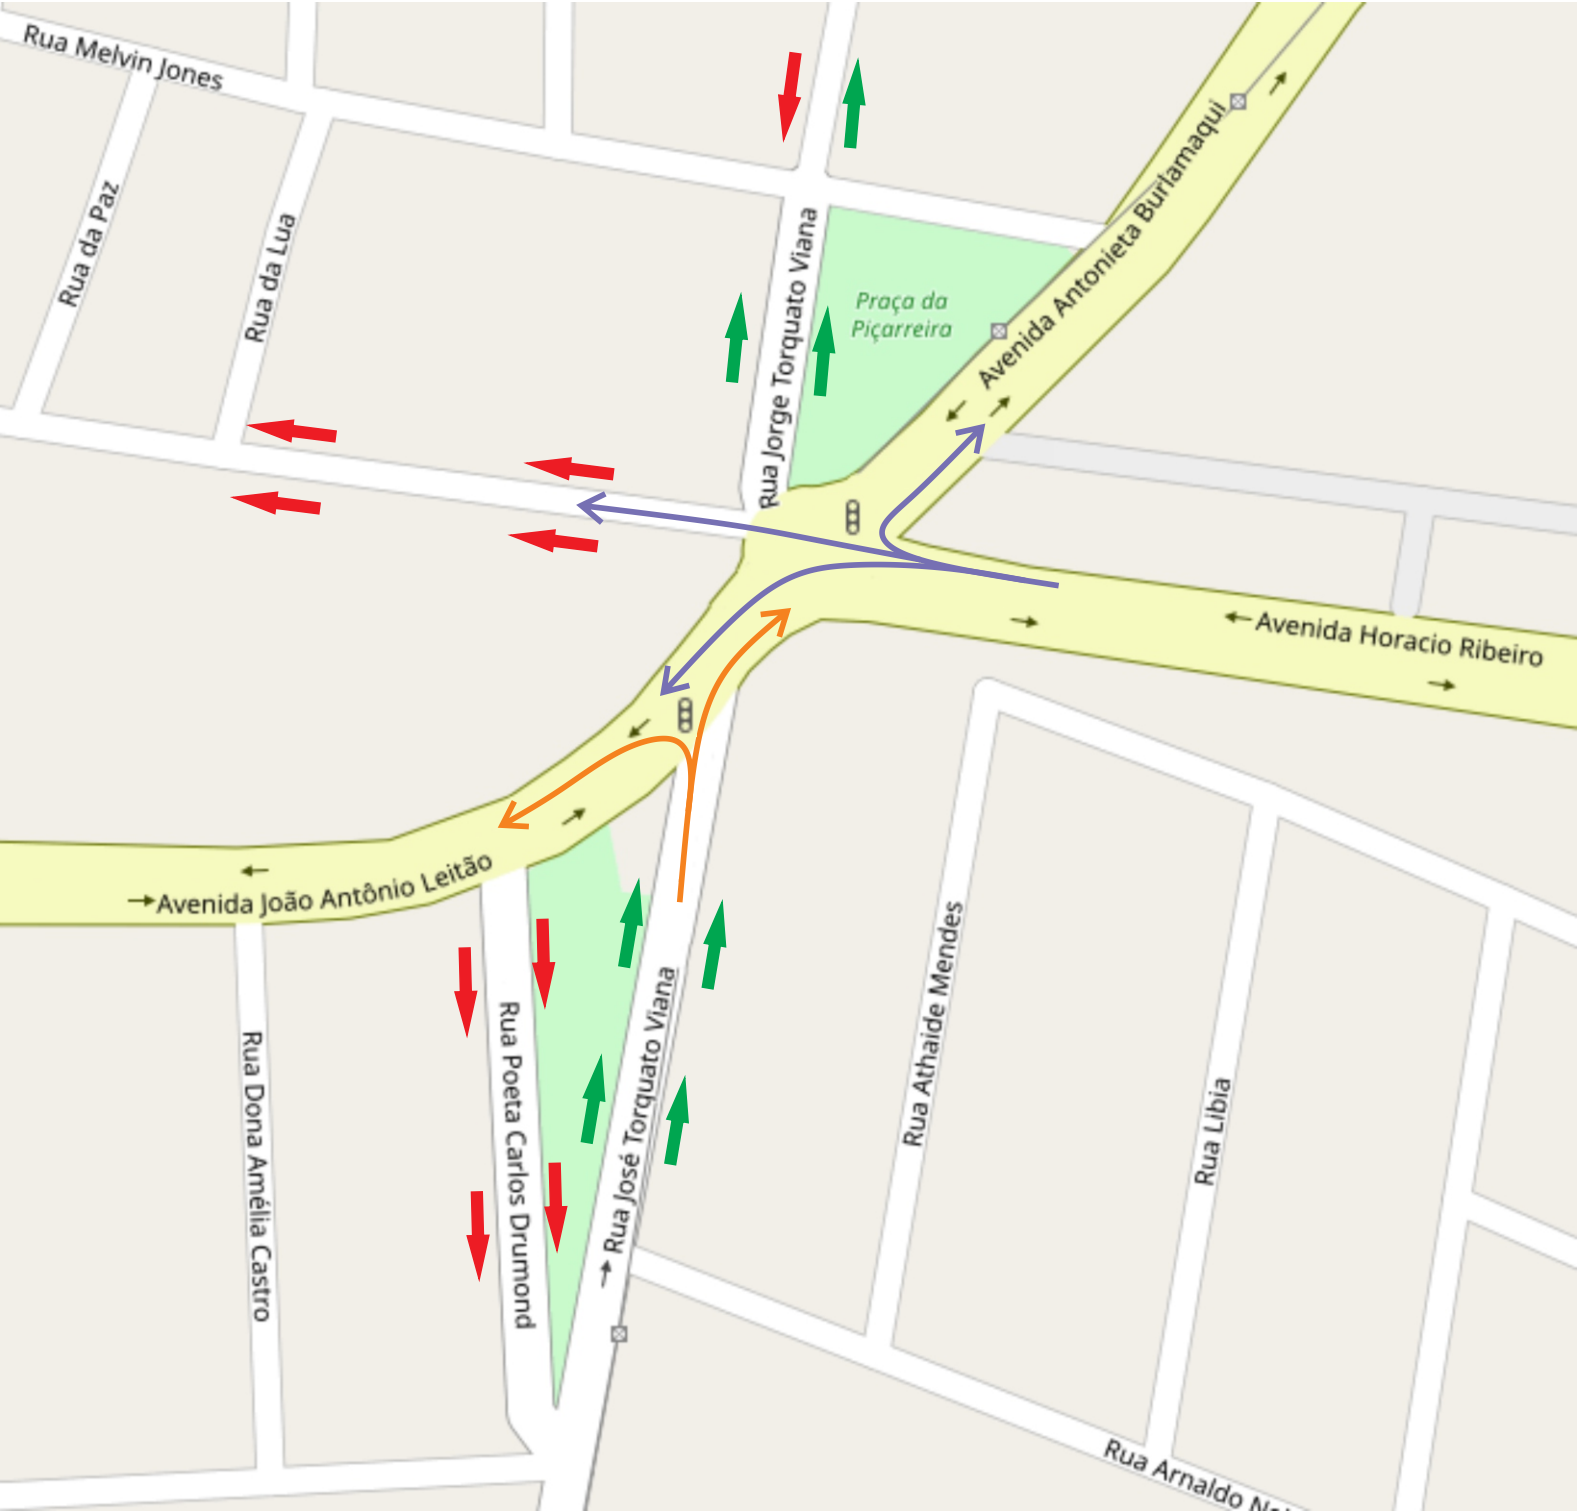 Rua Melvin Jones
Rua da Paz
Rua da Lua
Rua Jorge Torquato Viana
Praça da
Piçarreira
Avenida Antonieta Burlamaqui
Avenida Horacio Ribeiro
Avenida João Antônio Leitão
Rua Dona Amélia Castro
Rua Poeta Carlos Drumond
Rua José Torquato Viana
Rua Athaide Mendes
Rua Libia
Rua Arnaldo